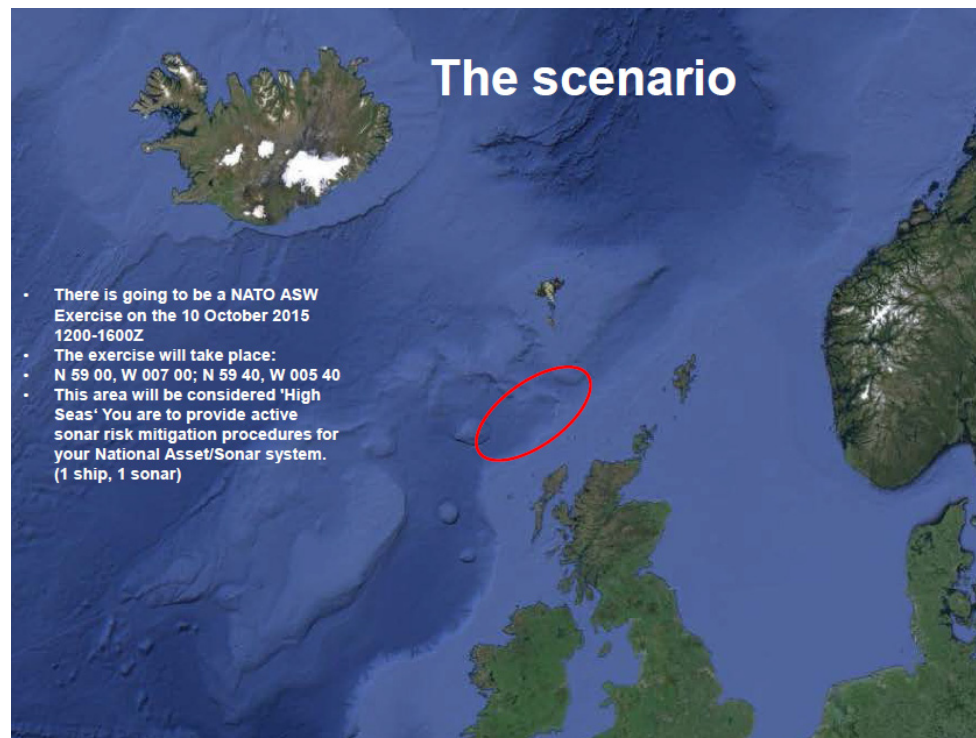 The scenario
• There is going to be a NATO ASW
Exercise on the 10 October 2015
1200-1600Z
• The exercise will take place:
• N 59 00, W 007 00; N 59 40, W 005 40
• This area will be considered 'High
Seas‘ You are to provide active
sonar risk mitigation procedures for
your National Asset/Sonar system.
(1 ship, 1 sonar)